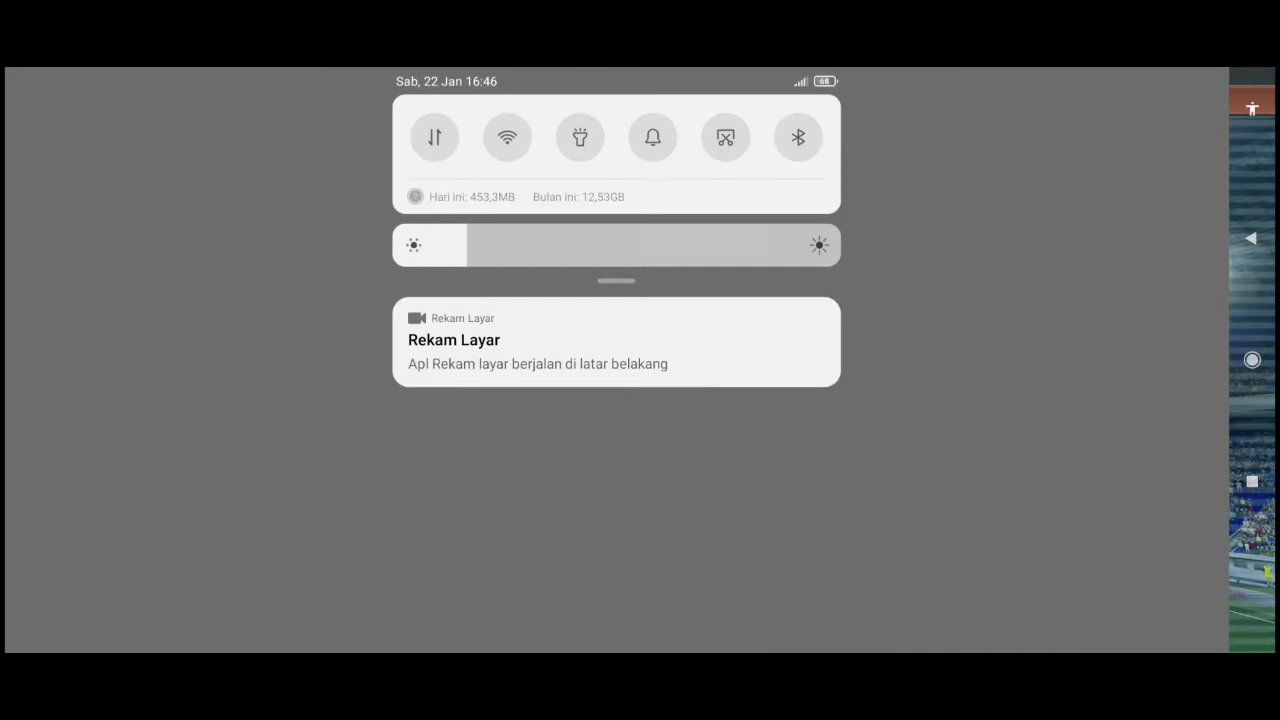 Sab, 22 Jan 16:46
68
Hari ini: 453,3MB Bulan ini: 12,53GB
Rekam Layar
Rekam Layar
Apl Rekam layar berjalan di latar belakang